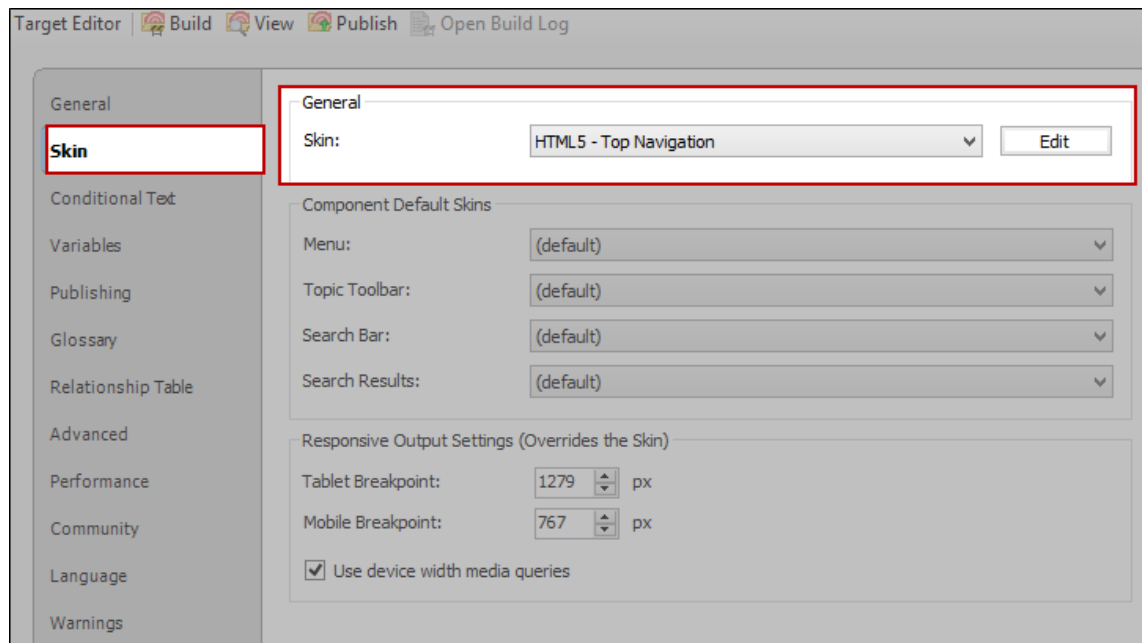 Target Editor Build View Publish Open Build Log
General
Skin
Conditional Text
Variables
Publishing
Glossary
Relationship Table
Advanced
Performance
Community
Language
Warnings
General
Skin: HTML5 - Top Navigation Edit
Component Default Skins
Menu: (default)
Topic Toolbar: (default)
Search Bar: (default)
Search Results: (default)
Responsive Output Settings (Overrides the Skin)
Tablet Breakpoint: 1279 px
Mobile Breakpoint: 767 px
Use device width media queries